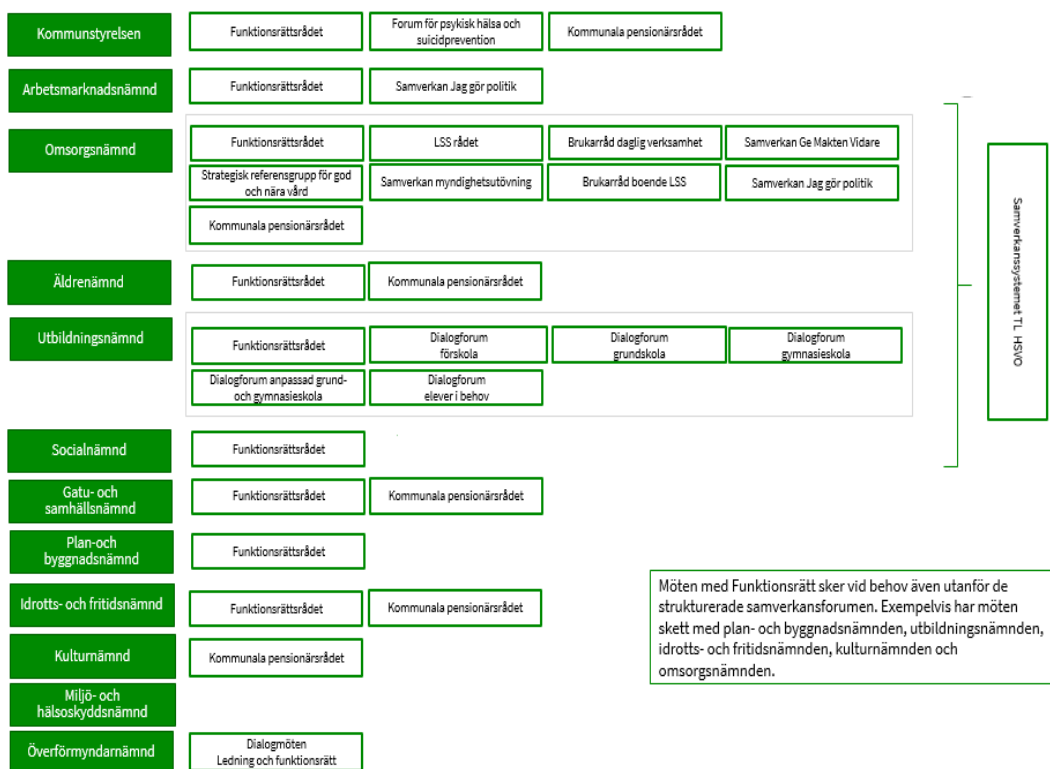 Kommunstyrelsen
Funktionsrättsrådet
Forum för psykisk hälsa och
suicidprevention
Kommunala pensionärsrådet
Arbetsmarknadsnämnd
Funktionsrättsrådet
Samverkan Jag gör politik
Omsorgsnämnd
Funktionsrättsrådet
LSS rådet
Brukarråd daglig verksamhet
Samverkan Ge Makten Vidare
Strategisk referensgrupp för god
och nära vård
Samverkan myndighetsutövning
Brukarråd boende LSS
Samverkan Jag gör politik
Kommunala pensionärsrådet
Äldrenämnd
Funktionsrättsrådet
Kommunala pensionärsrådet
Utbildningsnämnd
Funktionsrättsrådet
Dialogforum
förskola
Dialogforum
grundskola
Dialogforum
gymnasieskola
Dialogforum anpassad grund-
och gymnasieskola
Dialogforum
elever i behov
Socialnämnd
Funktionsrättsrådet
Gatu- och
samhällsnämnd
Funktionsrättsrådet
Kommunala pensionärsrådet
Plan-och
byggnadsnämnd
Funktionsrättsrådet
Idrotts- och fritidsnämnd
Funktionsrättsrådet
Kommunala pensionärsrådet
Kulturnämnd
Kommunala pensionärsrådet
Miljö- och
hälsoskyddsnämnd
Överförmyndarnämnd
Dialogmöten
Ledning och funktionsrätt
Samverkanssystemet TL HSVO
Möten med Funktionsrätt sker vid behov även utanför de
strukturerade samverkansforumen. Exempelvis har möten
skett med plan- och byggnadsnämnden, utbildningsnämnden,
idrotts- och fritidsnämnden, kulturnämnden och
omsorgsnämnden.